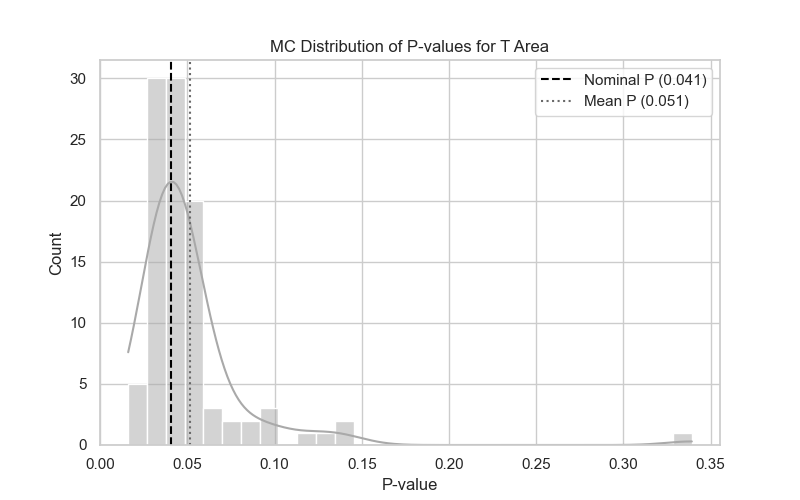 MC Distribution of P-values for T Area
Nominal P (0.041)
Mean P (0.051)
30
25
20
15
10
5
0
Count
0.00 0.05 0.10 0.15 0.20 0.25 0.30 0.35
P-value